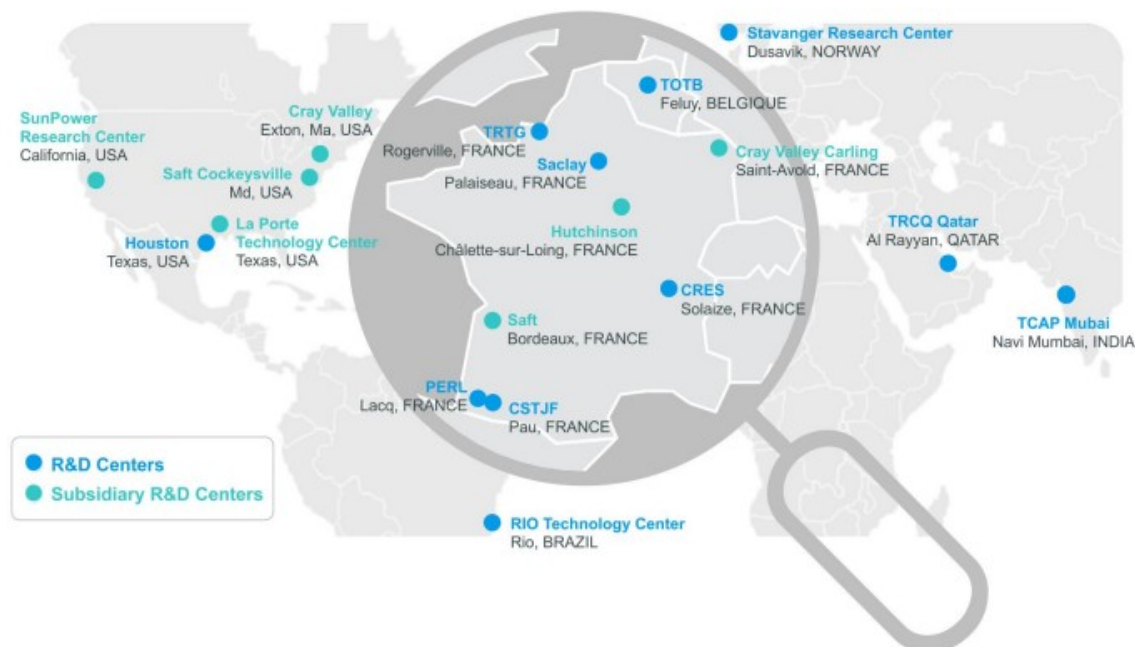 Stavanger Research Center
Dusavik, NORWAY
TOTB
Feluy, BELGIQUE
SunPower
Research Center
California, USA
Cray Valley
Exton, Ma, USA
TRTG
Rogerville, FRANCE
Saclay
Palaiseau, FRANCE
Cray Valley Carling
Saint-Avold, FRANCE
Saft Cockeysville
Md, USA
La Porte
Technology Center
Texas, USA
Houston
Texas, USA
Hutchinson
Châlette-sur-Loing, FRANCE
TRCQ Qatar
Al Rayyan, QATAR
CRES
Solaize, FRANCE
Saft
Bordeaux, FRANCE
TCAP Mubai
Navi Mumbai, INDIA
PERL
Lacq, FRANCE
CSTJF
Pau, FRANCE
R&D Centers
Subsidiary R&D Centers
RIO Technology Center
Rio, BRAZIL